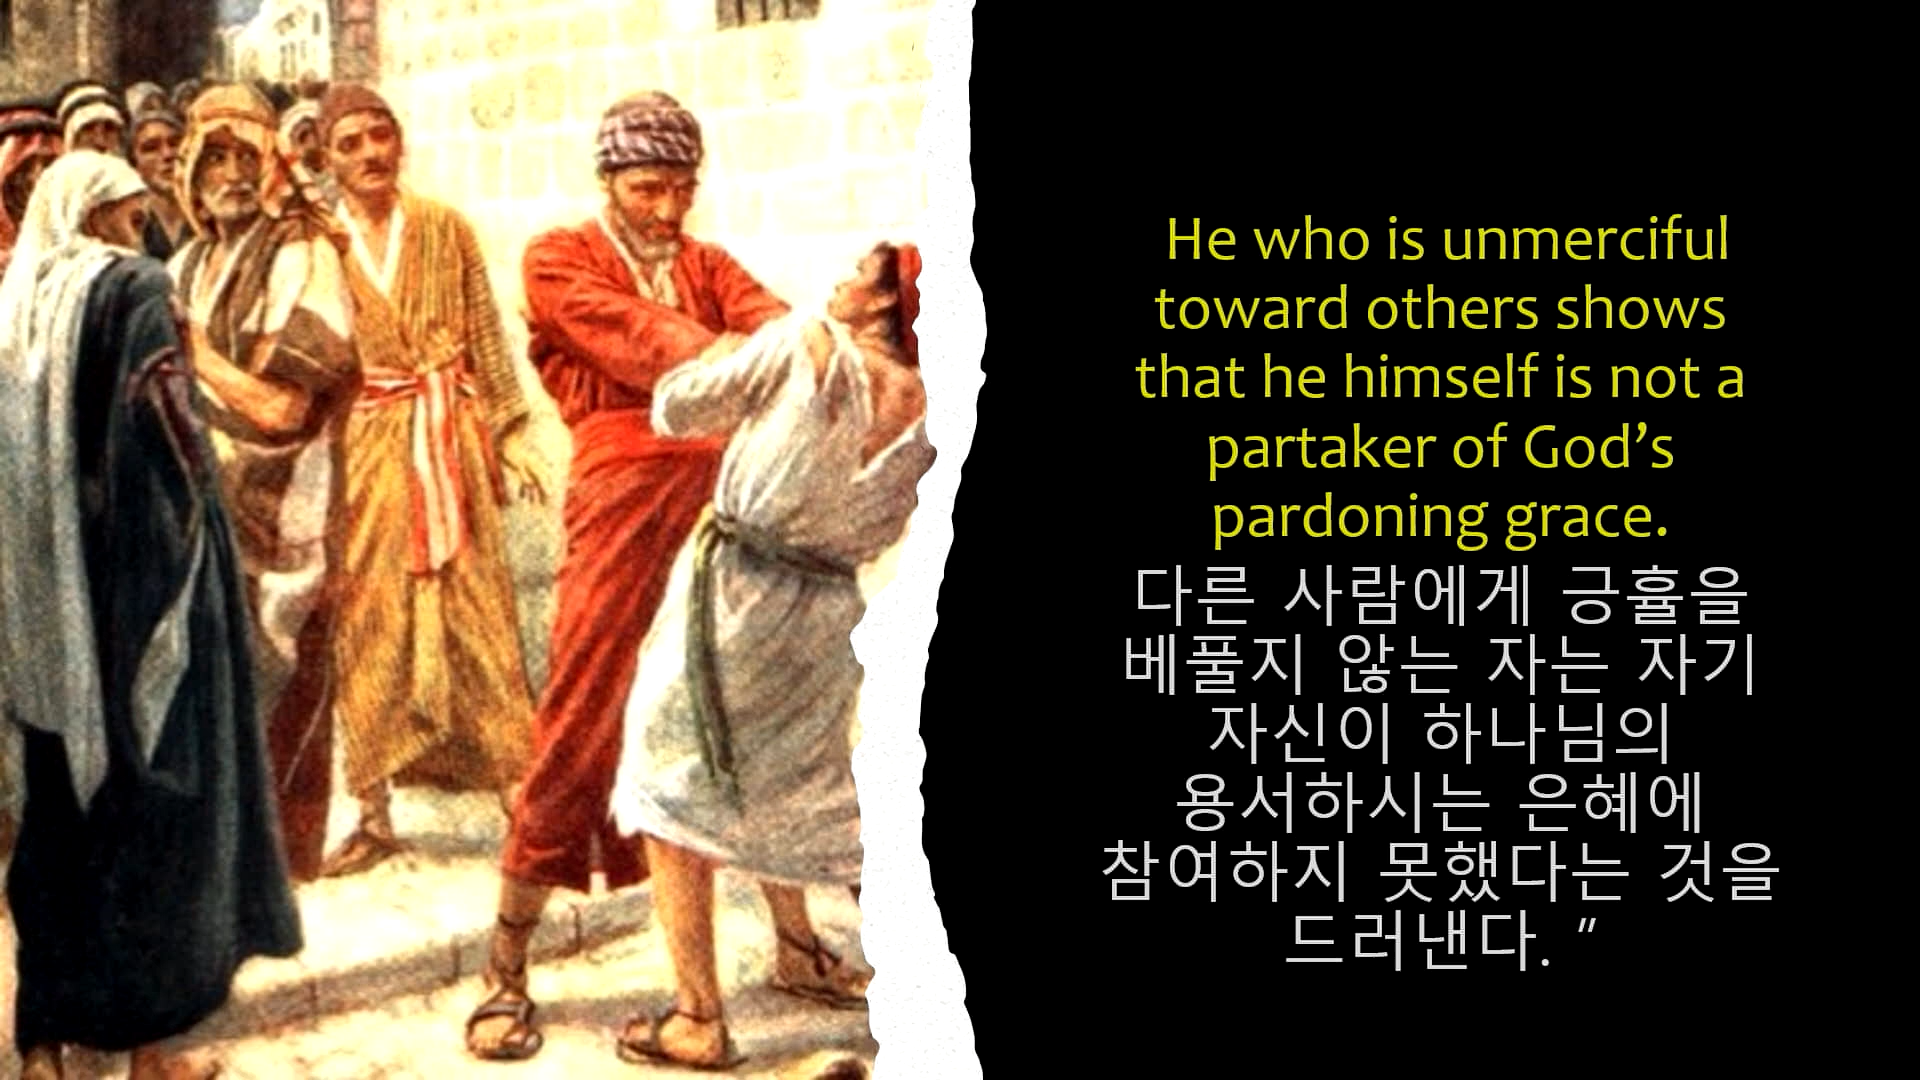 He who is unmerciful
toward others shows
that he himself is not a
partaker of God’s
pardoning grace.
다른 사람에게 긍휼을
베풀지 않는 자는 자기
자신이 하나님의
용서하시는 은혜에
참여하지 못했다는 것을
드러낸다. ”